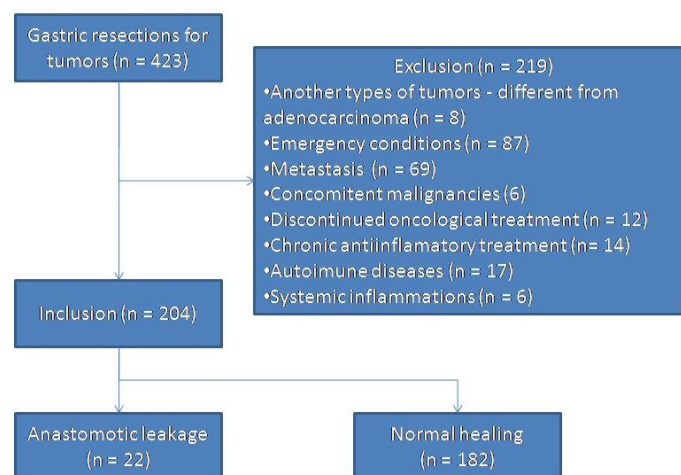 Gastric resections for
tumors (n = 423)
Exclusion (n = 219)
•Another types of tumors - different from
adenocarcinoma (n = 8)
•Emergency conditions (n = 87)
•Metastasis (n = 69)
•Concomitent malignancies (6)
•Discontinued oncological treatment (n = 12)
•Chronic antiinflamatory treatment (n= 14)
•Autoimune diseases (n = 17)
•Systemic inflammations (n = 6)
Inclusion (n = 204)
Anastomotic leakage
(n = 22)
Normal healing
(n = 182)